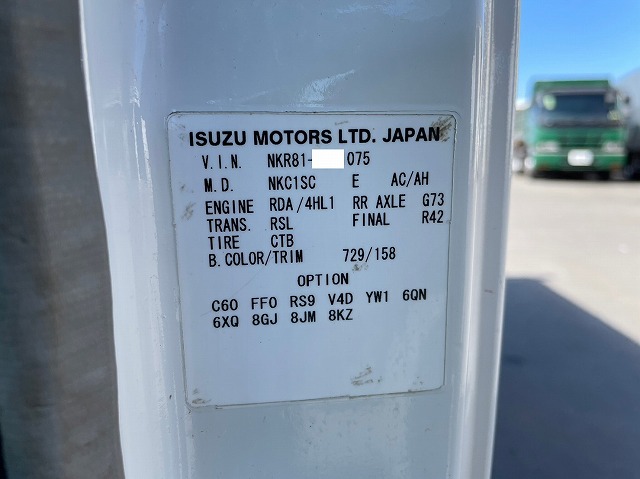 ISUZU MOTORS LTD. JAPAN
V.I.N. NKR81- 075
M.D. NKC1SC E AC/AH
ENGINE RDA/4HL1 RR AXLE G73
TRANS. RSL FINAL R42
TIRE CTB
B.COLOR/TRIM 729/158
OPTION
C60 FF0 RS9 V4D YW1 6QN
6XQ 8GJ 8JM 8KZ